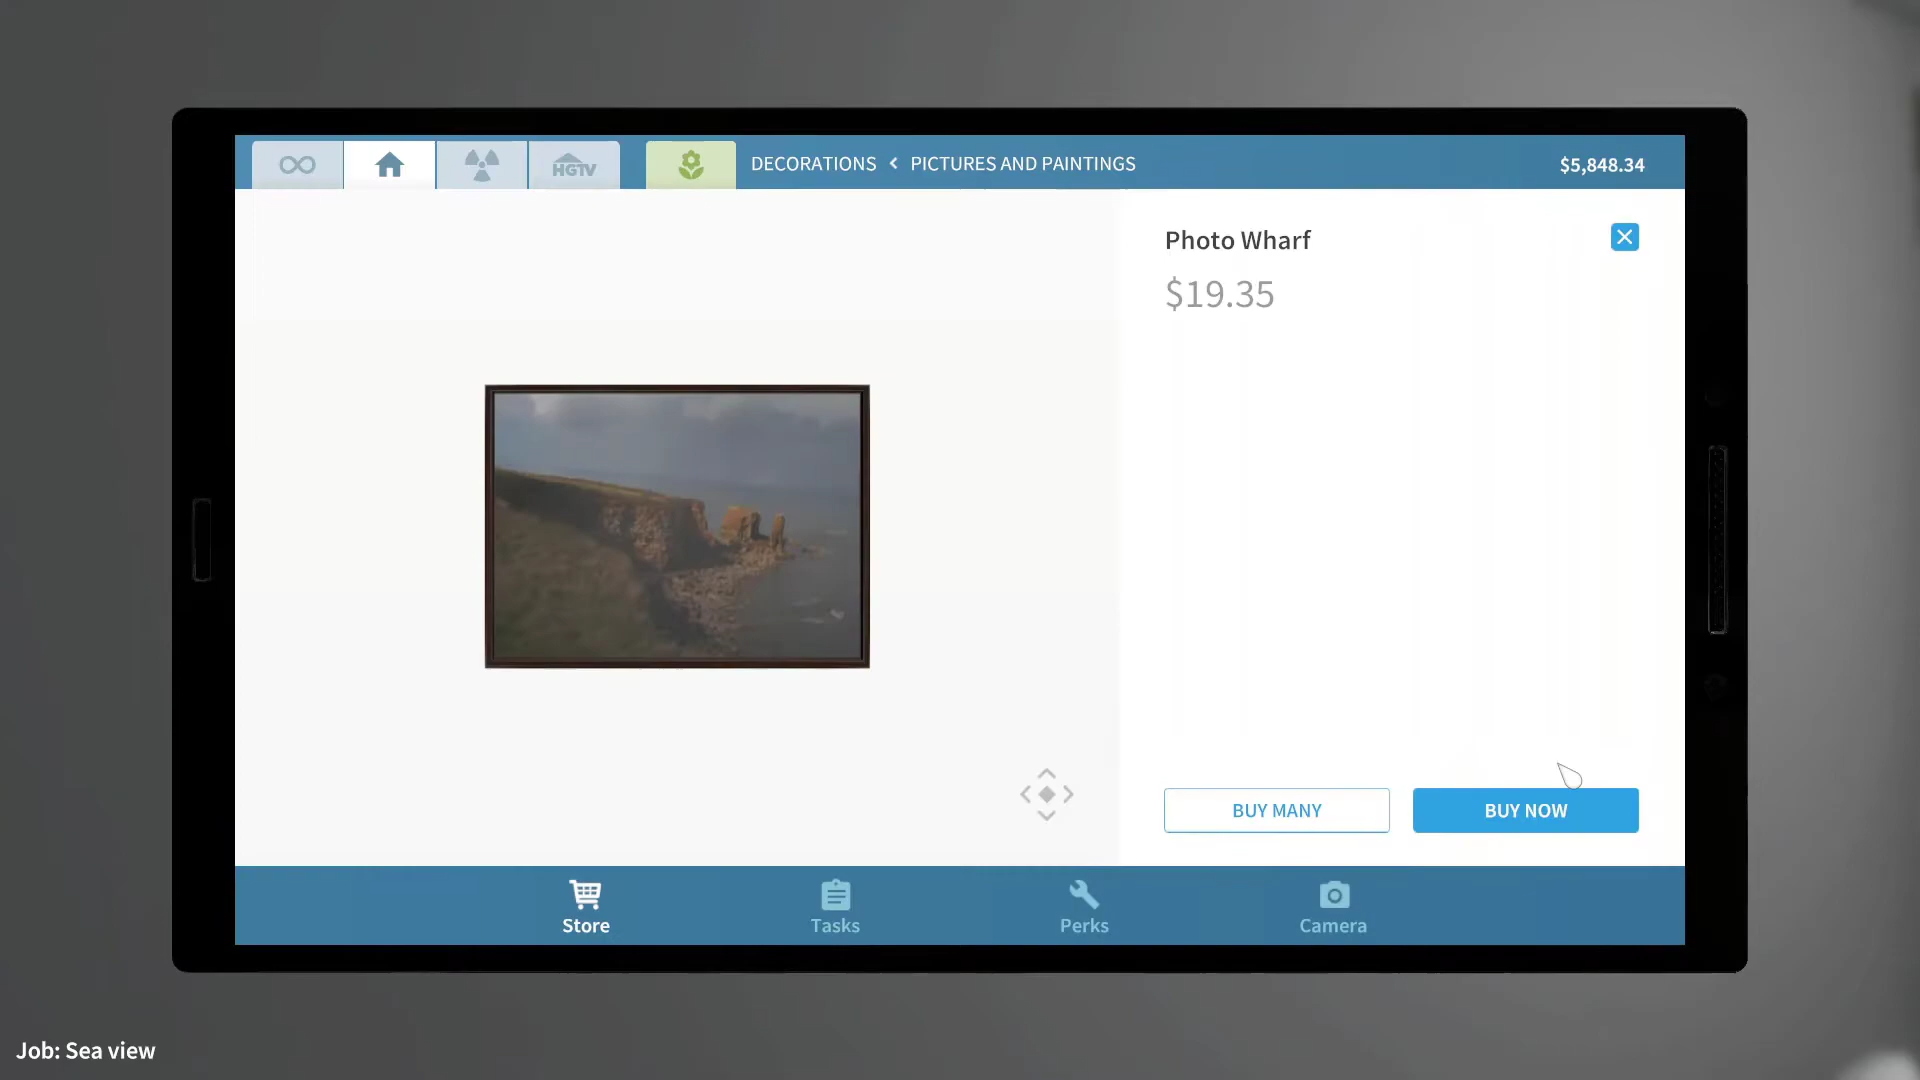 HGTV
DECORATIONS < PICTURES AND PAINTINGS
$5,848.34
Photo Wharf
$19.35
BUY MANY
BUY NOW
Store
Tasks
Perks
Camera
Job: Sea view